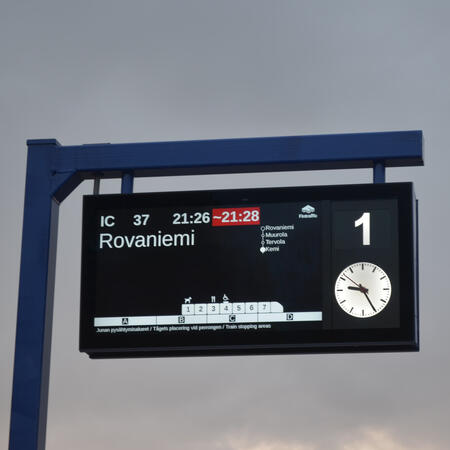 IC 37 21:26 ~21:28
Fintraffic
Rovaniemi
Rovaniemi
Muurola
Tervola
Kemi
1
1 2 3 4 5 6 7
A B C D
Junan pysähtymisalueet / Tågets placering vid perrongen / Train stopping areas